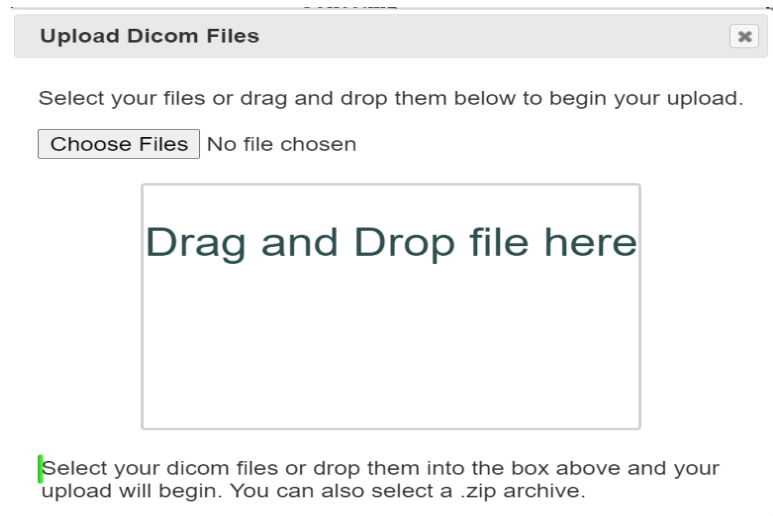 Upload Dicom Files
Select your files or drag and drop them below to begin your upload.
Choose Files No file chosen
Drag and Drop file here
Select your dicom files or drop them into the box above and your
upload will begin. You can also select a .zip archive.